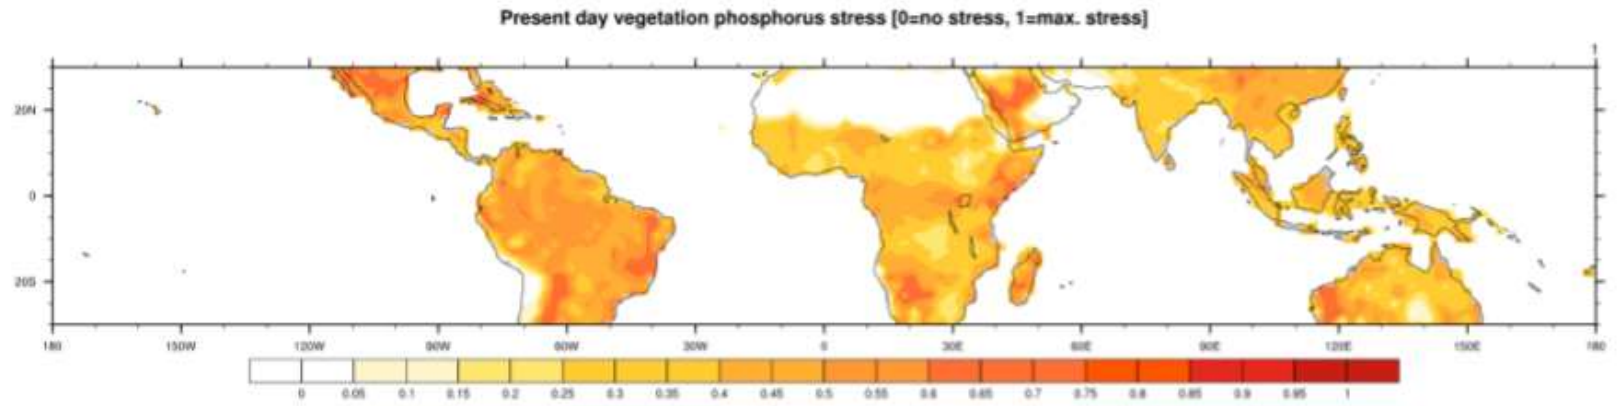 Present day vegetation phosphorus stress [0=no stress, 1=max. stress]
1
20N
0
20S
180 150W 120W 90W 60W 30W 0 30E 60E 90E 120E 150E 180
0 0.05 0.1 0.15 0.2 0.25 0.3 0.35 0.4 0.45 0.5 0.55 0.6 0.65 0.7 0.75 0.8 0.85 0.9 0.95 1